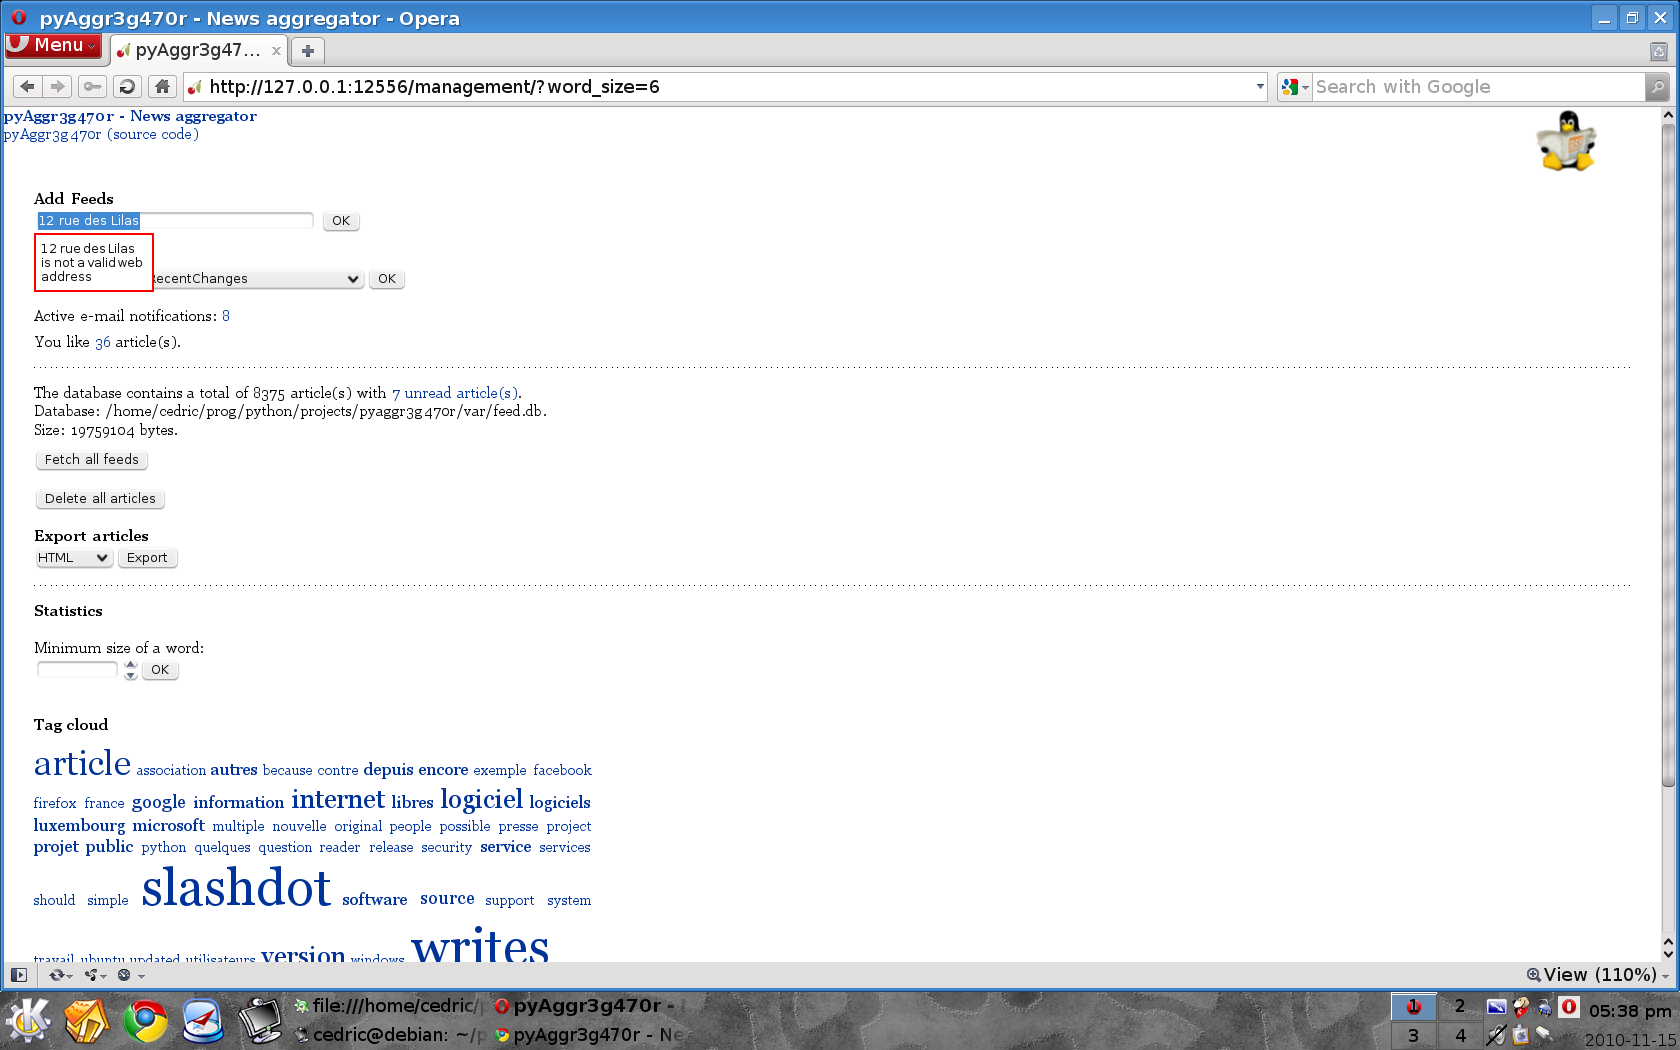 pyAggr3g470r - News aggregator - Opera
Menu
pyAggr3g47...
http://127.0.0.1:12556/management/?word_size=6
Search with Google
pyAggr3g470r - News aggregator
pyAggr3g470r (source code)
Add Feeds
12 rue des Lilas
OK
12 rue des Lilas
is not a valid web
address
RecentChanges
OK
Active e-mail notifications: 8
You like 36 article(s).
The database contains a total of 8375 article(s) with 7 unread article(s).
Database: /home/cedric/prog/python/projects/pyaggr3g470r/var/feed.db.
Size: 19759104 bytes.
Fetch all feeds
Delete all articles
Export articles
HTML
Export
Statistics
Minimum size of a word:
OK
Tag cloud
article association autres because contre depuis encore exemple facebook
firefox france google information internet libres logiciel logiciels
luxembourg microsoft multiple nouvelle original people possible presse project
projet public python quelques question reader release security service services
should simple slashdot software source support system
travail ubuntu updated utilisateurs version windows writes
View (110%)
file:///home/cedric/p
pyAggr3g470r -
cedric@debian: ~/p
pyAggr3g470r - Ne
1 2
3 4
05:38 pm
2010-11-15